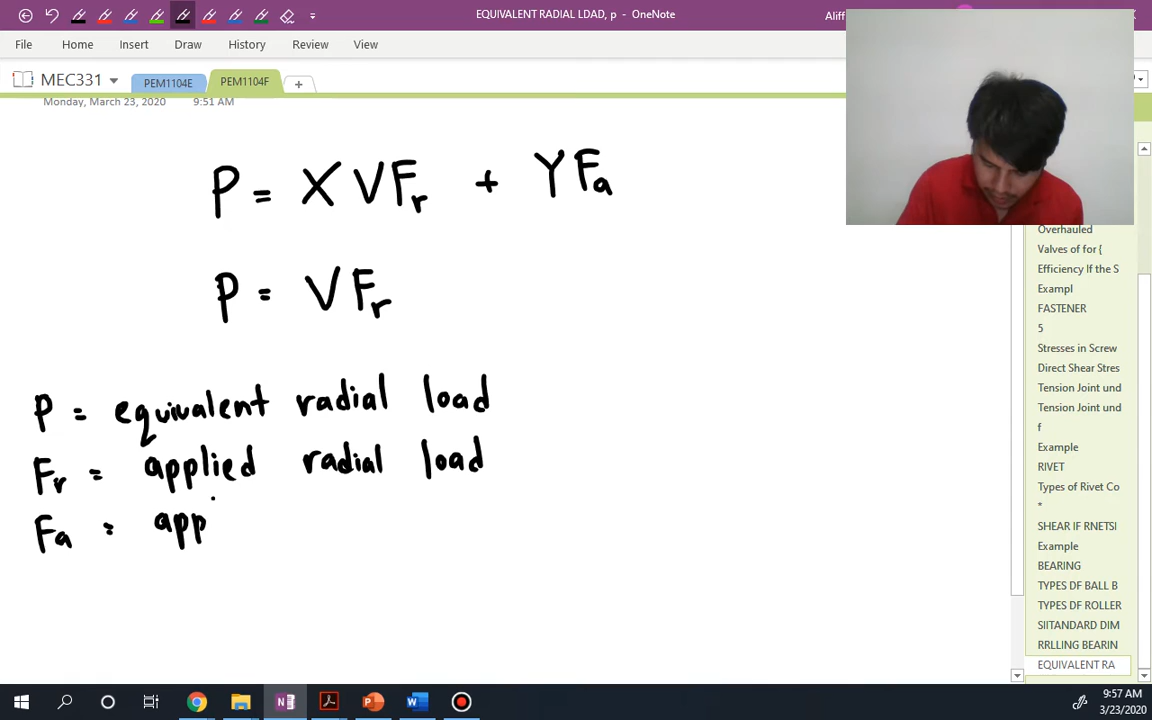 EQUIVALENT RADIAL LDAD, p - OneNote
Aliff
File Home Insert Draw History Review View
MEC331
PEM1104E
PEM1104F
+
Monday, March 23, 2020 9:51 AM
P = XVFr + YFa
P = VFr
P = equivalent radial load
Fr = applied radial load
Fa = app
Overhauled
Valves of for {
Efficiency If the S
Exampl
FASTENER
5
Stresses in Screw
Direct Shear Stres
Tension Joint und
Tension Joint und
f
Example
RIVET
Types of Rivet Co
*
SHEAR IF RNETSI
Example
BEARING
TYPES DF BALL B
TYPES DF ROLLER
SIITANDARD DIM
RRLLING BEARIN
EQUIVALENT RA
9:57 AM
3/23/2020